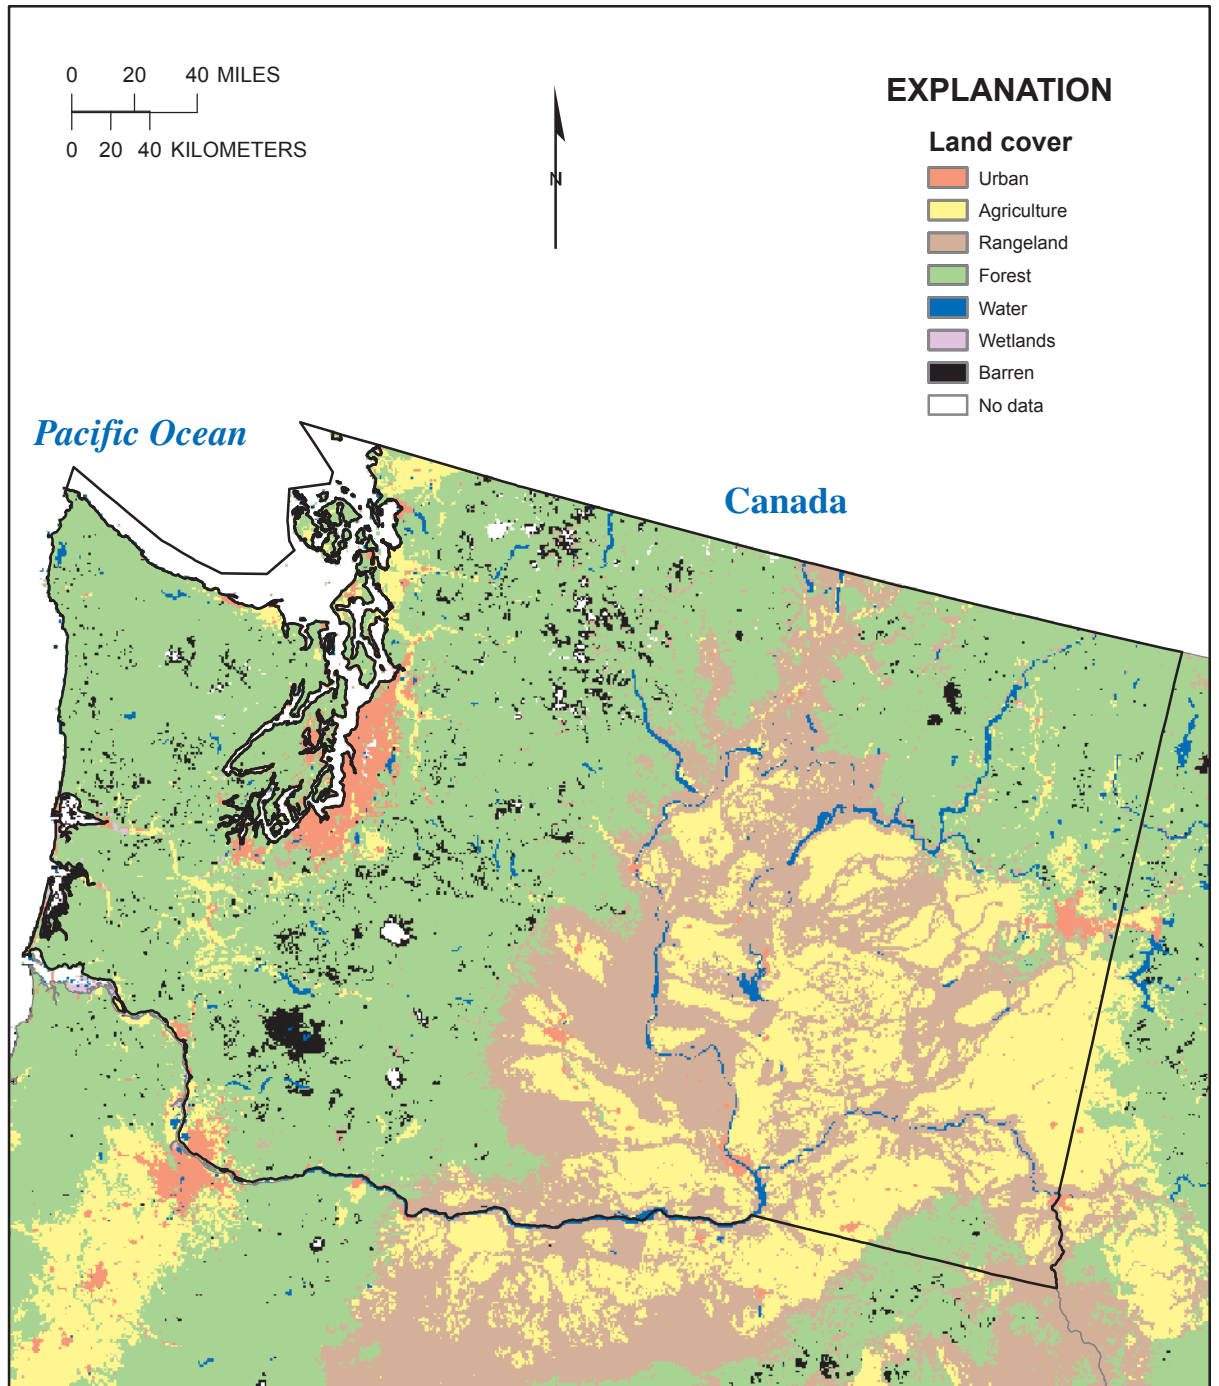 0 20 40 MILES
0 20 40 KILOMETERS
N
EXPLANATION
Land cover
Urban
Agriculture
Rangeland
Forest
Water
Wetlands
Barren
No data
Pacific Ocean
Canada